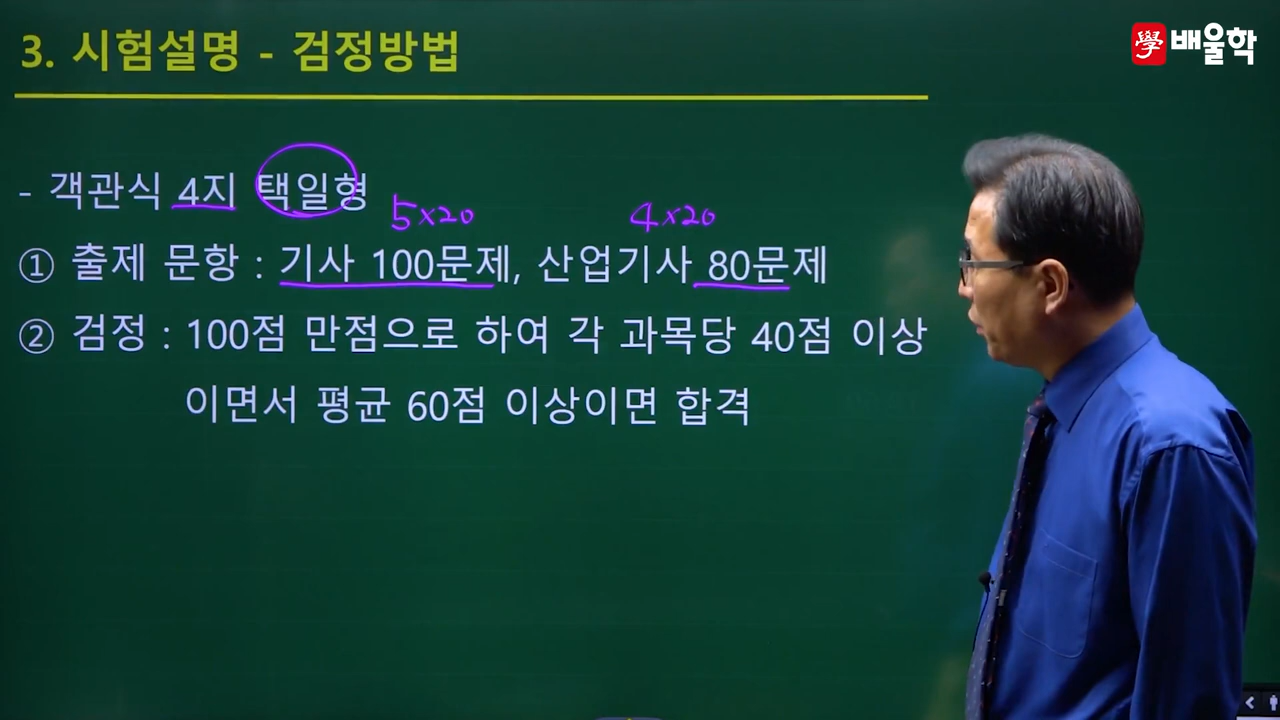 3. 시험설명 - 검정방법
學 배울학
- 객관식 4지 택일형
5×20 4×20
① 출제 문항 : 기사 100문제, 산업기사 80문제
② 검정 : 100점 만점으로 하여 각 과목당 40점 이상
이면서 평균 60점 이상이면 합격